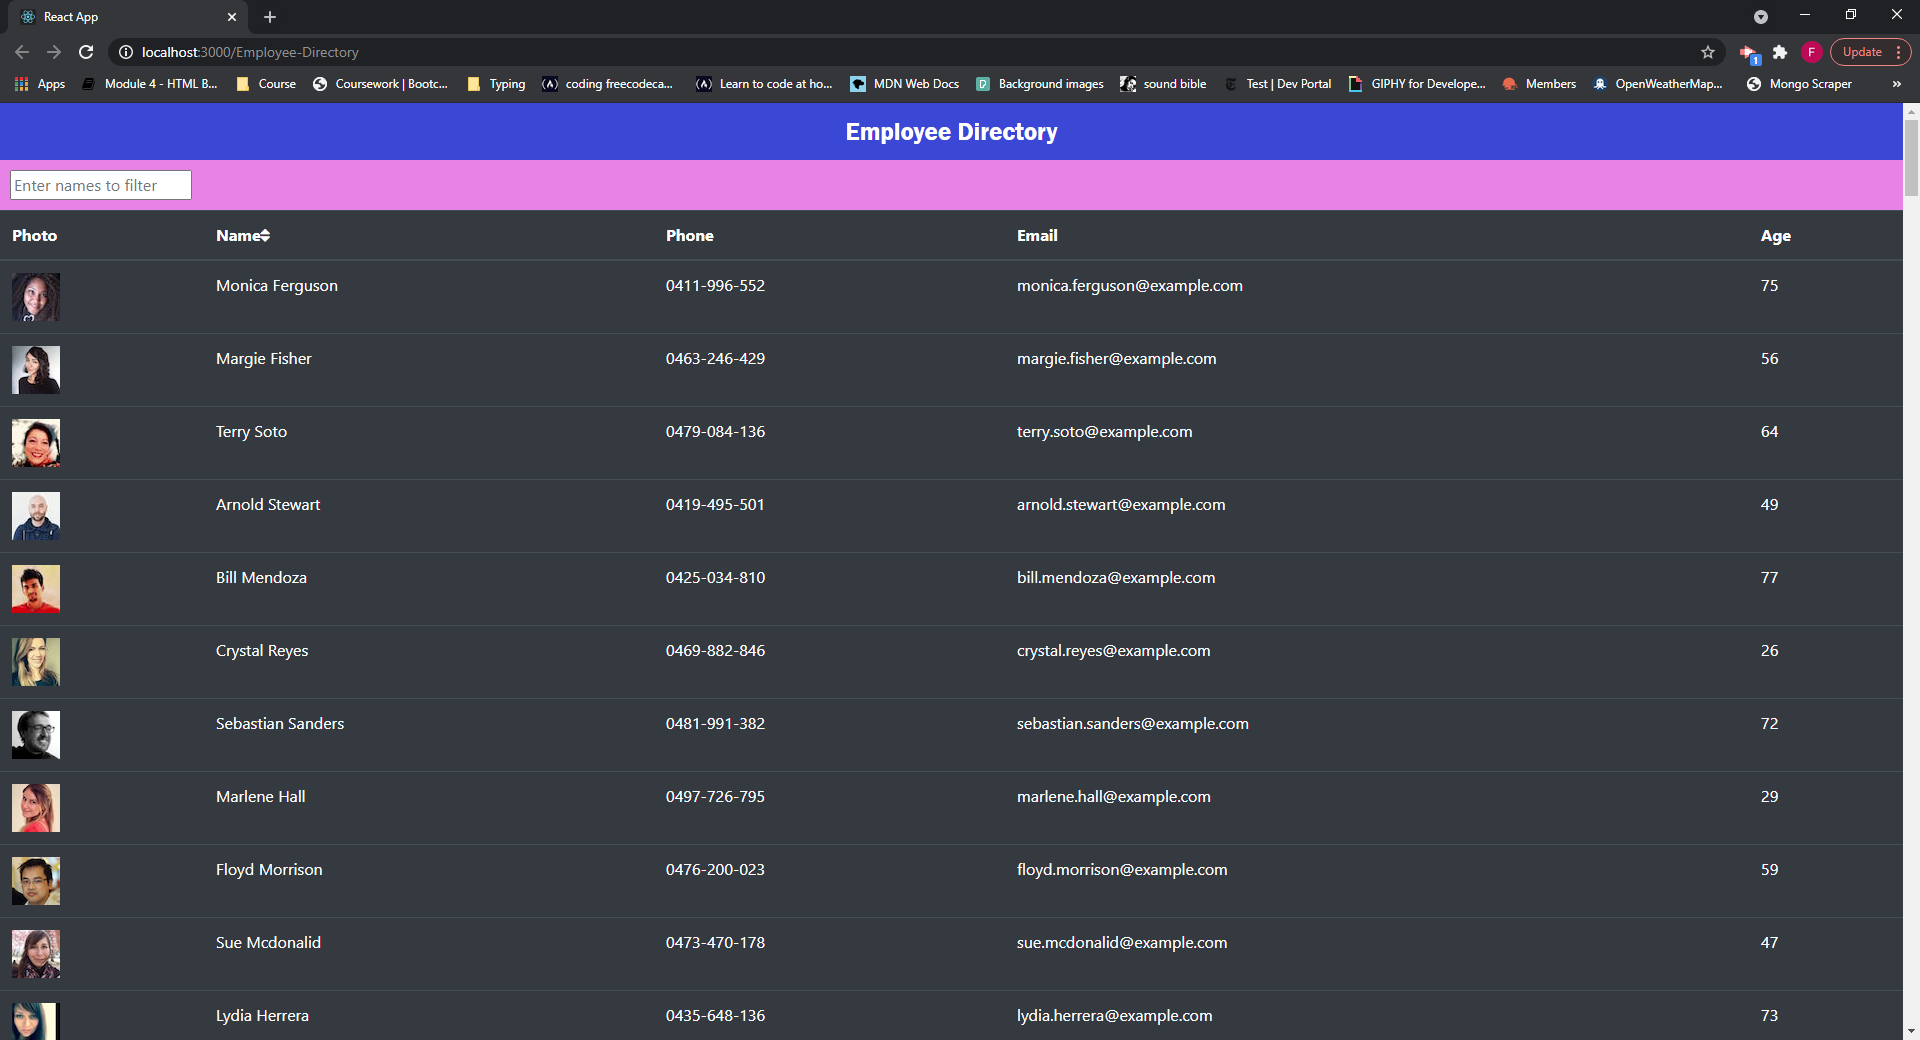 React App
localhost:3000/Employee-Directory
F
Update
1
Apps
Module 4 - HTML B...
Course
Coursework | Bootc...
Typing
(A)
coding freecodeca...
(A)
Learn to code at ho...
MDN Web Docs
Background images
sound bible
Test | Dev Portal
GIPHY for Develope...
Members
OpenWeatherMap...
Mongo Scraper
»
Employee Directory
Enter names to filter
Photo Name Phone Email Age
Monica Ferguson 0411-996-552 monica.ferguson@example.com 75
Margie Fisher 0463-246-429 margie.fisher@example.com 56
Terry Soto 0479-084-136 terry.soto@example.com 64
Arnold Stewart 0419-495-501 arnold.stewart@example.com 49
Bill Mendoza 0425-034-810 bill.mendoza@example.com 77
Crystal Reyes 0469-882-846 crystal.reyes@example.com 26
Sebastian Sanders 0481-991-382 sebastian.sanders@example.com 72
Marlene Hall 0497-726-795 marlene.hall@example.com 29
Floyd Morrison 0476-200-023 floyd.morrison@example.com 59
Sue Mcdonalid 0473-470-178 sue.mcdonalid@example.com 47
Lydia Herrera 0435-648-136 lydia.herrera@example.com 73